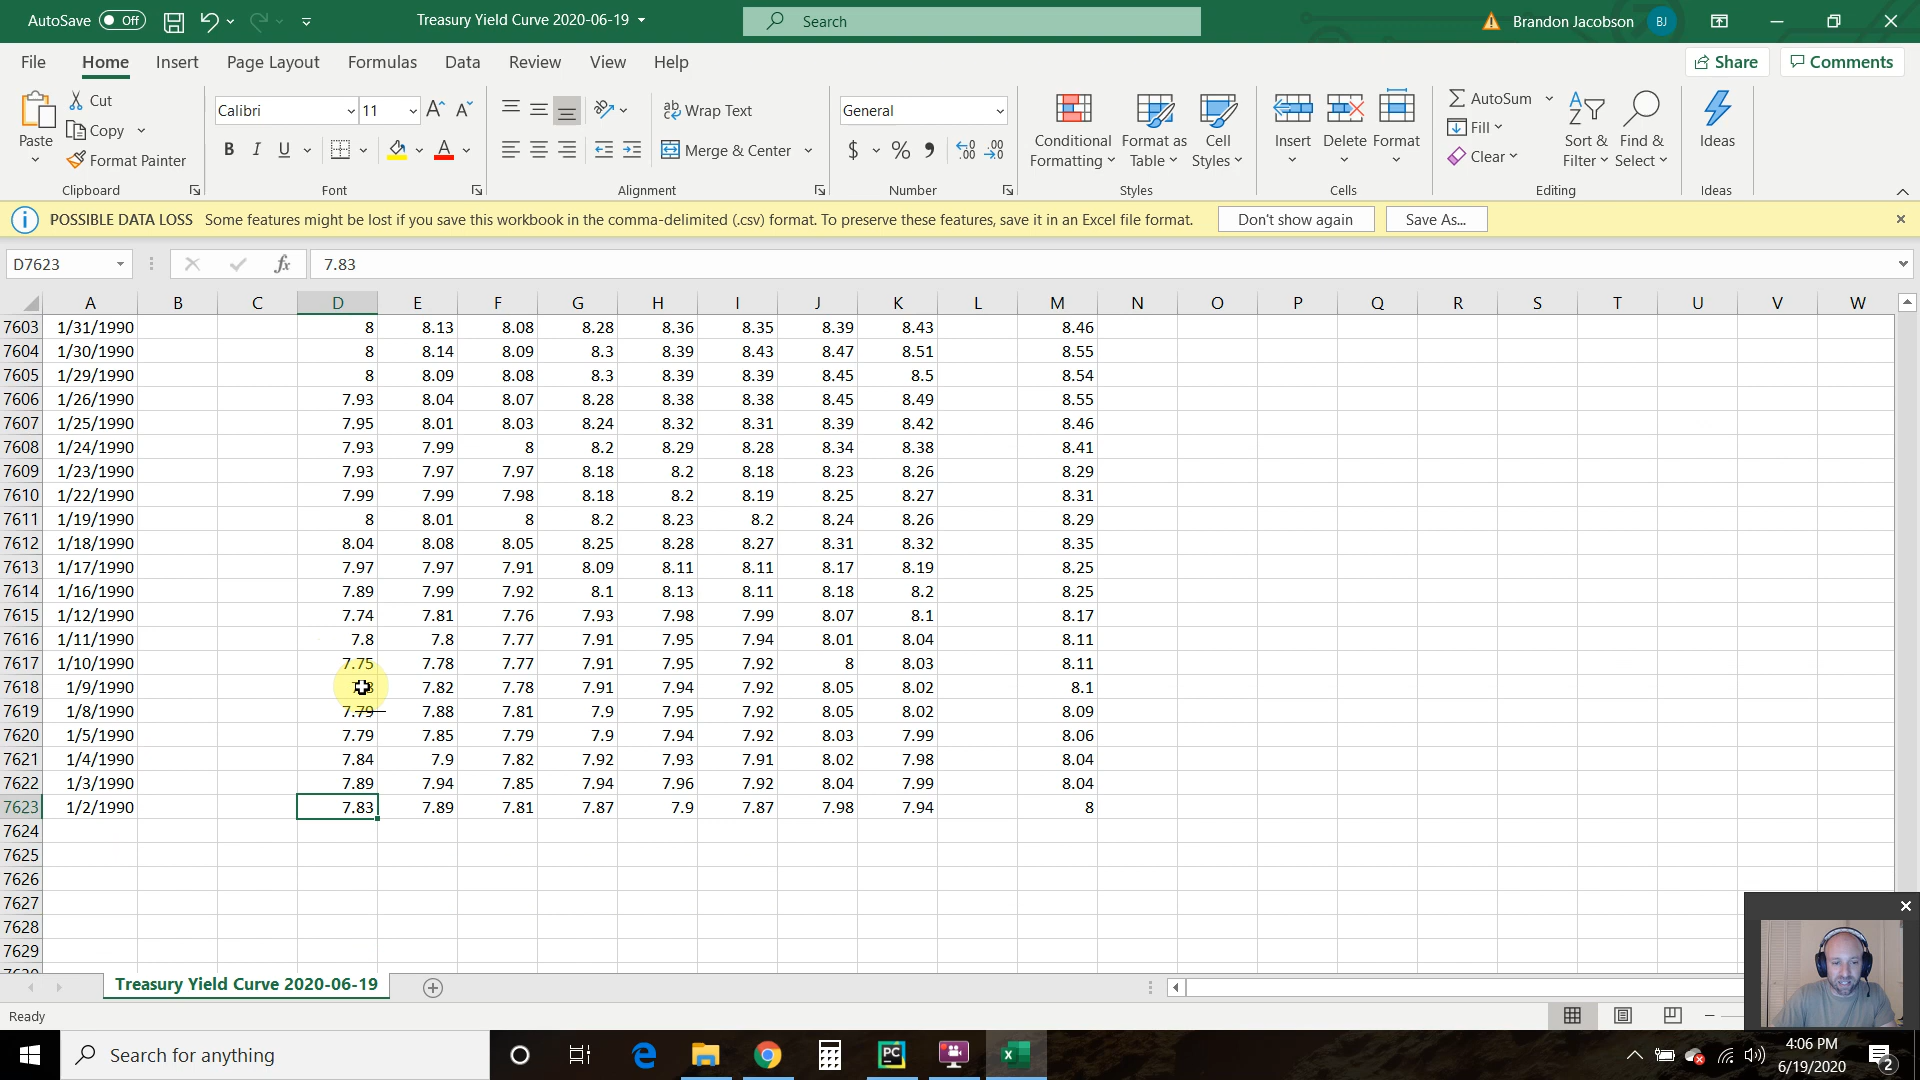 AutoSave Off Treasury Yield Curve 2020-06-19 Search Brandon Jacobson BJ
File Home Insert Page Layout Formulas Data Review View Help Share Comments
Paste Cut Copy Format Painter Clipboard
Calibri 11 B I U A Font
Wrap Text Merge & Center Alignment
General $ % Number
Conditional Formatting Format as Table Cell Styles Styles
Insert Delete Format Cells
AutoSum Fill Clear Sort & Filter Find & Select Editing
Ideas Ideas
POSSIBLE DATA LOSS Some features might be lost if you save this workbook in the comma-delimited (.csv) format. To preserve these features, save it in an Excel file format. Don't show again Save As...
D7623 fx 7.83
A B C D E F G H I J K L M N O P Q R S T U V W
7603 1/31/1990 8 8.13 8.08 8.28 8.36 8.35 8.39 8.43 8.46
7604 1/30/1990 8 8.14 8.09 8.3 8.39 8.43 8.47 8.51 8.55
7605 1/29/1990 8 8.09 8.08 8.3 8.39 8.39 8.45 8.5 8.54
7606 1/26/1990 7.93 8.04 8.07 8.28 8.38 8.38 8.45 8.49 8.55
7607 1/25/1990 7.95 8.01 8.03 8.24 8.32 8.31 8.39 8.42 8.46
7608 1/24/1990 7.93 7.99 8 8.2 8.29 8.28 8.34 8.38 8.41
7609 1/23/1990 7.93 7.97 7.97 8.18 8.2 8.18 8.23 8.26 8.29
7610 1/22/1990 7.99 7.99 7.98 8.18 8.2 8.19 8.25 8.27 8.31
7611 1/19/1990 8 8.01 8 8.2 8.23 8.2 8.24 8.26 8.29
7612 1/18/1990 8.04 8.08 8.05 8.25 8.28 8.27 8.31 8.32 8.35
7613 1/17/1990 7.97 7.97 7.91 8.09 8.11 8.11 8.17 8.19 8.25
7614 1/16/1990 7.89 7.99 7.92 8.1 8.13 8.11 8.18 8.2 8.25
7615 1/12/1990 7.74 7.81 7.76 7.93 7.98 7.99 8.07 8.1 8.17
7616 1/11/1990 7.8 7.8 7.77 7.91 7.95 7.94 8.01 8.04 8.11
7617 1/10/1990 7.75 7.78 7.77 7.91 7.95 7.92 8 8.03 8.11
7618 1/9/1990 7.82 7.78 7.91 7.94 7.92 8.05 8.02 8.1
7619 1/8/1990 7.79 7.88 7.81 7.9 7.95 7.92 8.05 8.02 8.09
7620 1/5/1990 7.79 7.85 7.79 7.9 7.94 7.92 8.03 7.99 8.06
7621 1/4/1990 7.84 7.9 7.82 7.92 7.93 7.91 8.02 7.98 8.04
7622 1/3/1990 7.89 7.94 7.85 7.94 7.96 7.92 8.04 7.99 8.04
7623 1/2/1990 7.83 7.89 7.81 7.87 7.9 7.87 7.98 7.94 8
7624
7625
7626
7627
7628
7629
Treasury Yield Curve 2020-06-19
Ready
Search for anything PC 4:06 PM
6/19/2020 2